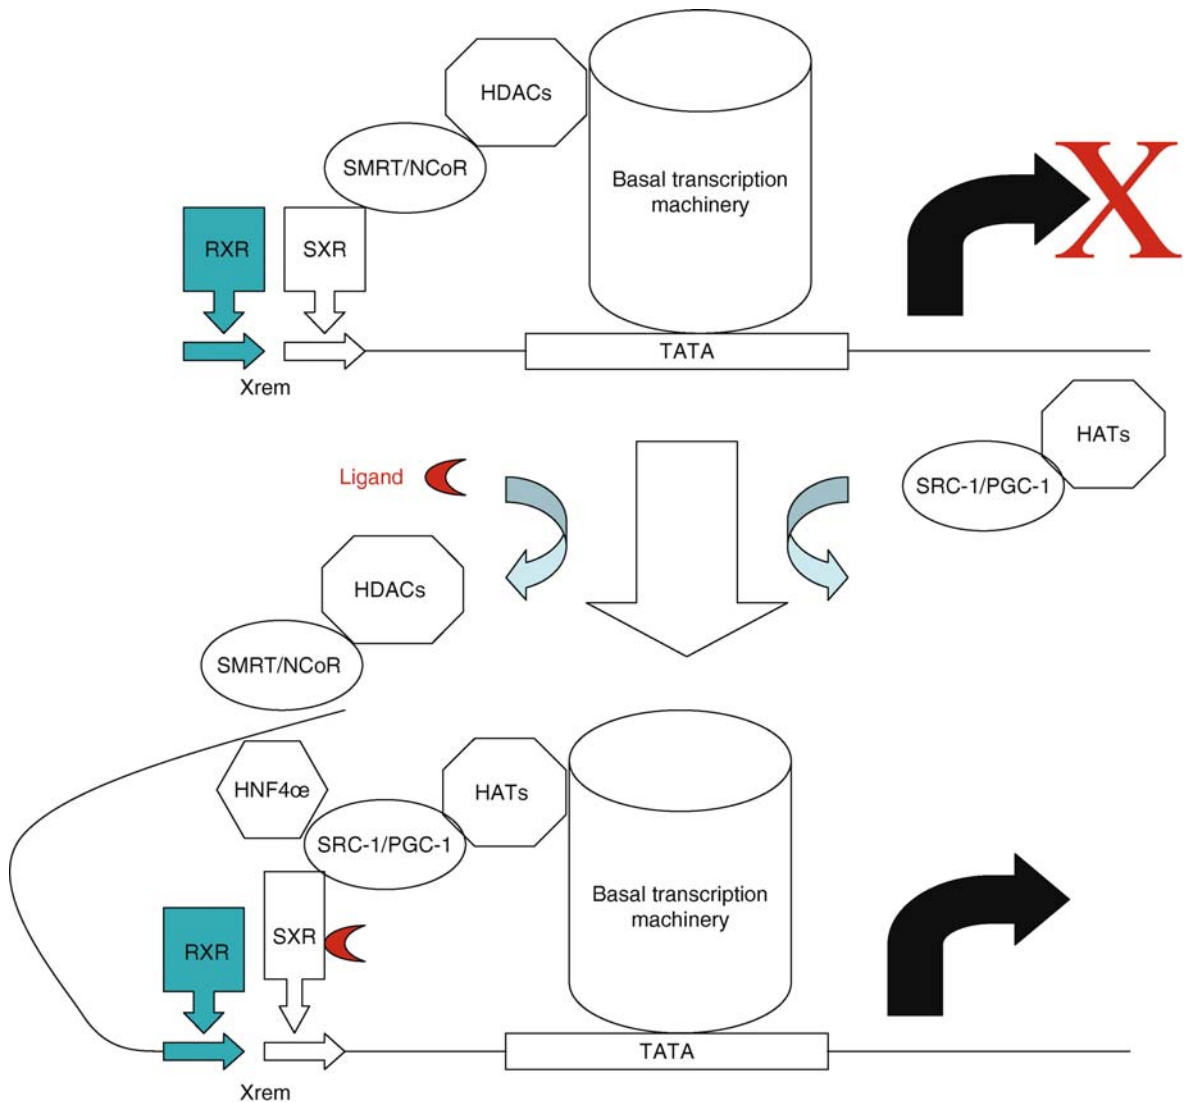 HDACs
SMRT/NCoR
Basal transcription
machinery
X
RXR
SXR
TATA
Xrem
HATs
SRC-1/PGC-1
Ligand
HDACs
SMRT/NCoR
HNF4œ
HATs
SRC-1/PGC-1
Basal transcription
machinery
SXR
RXR
TATA
Xrem